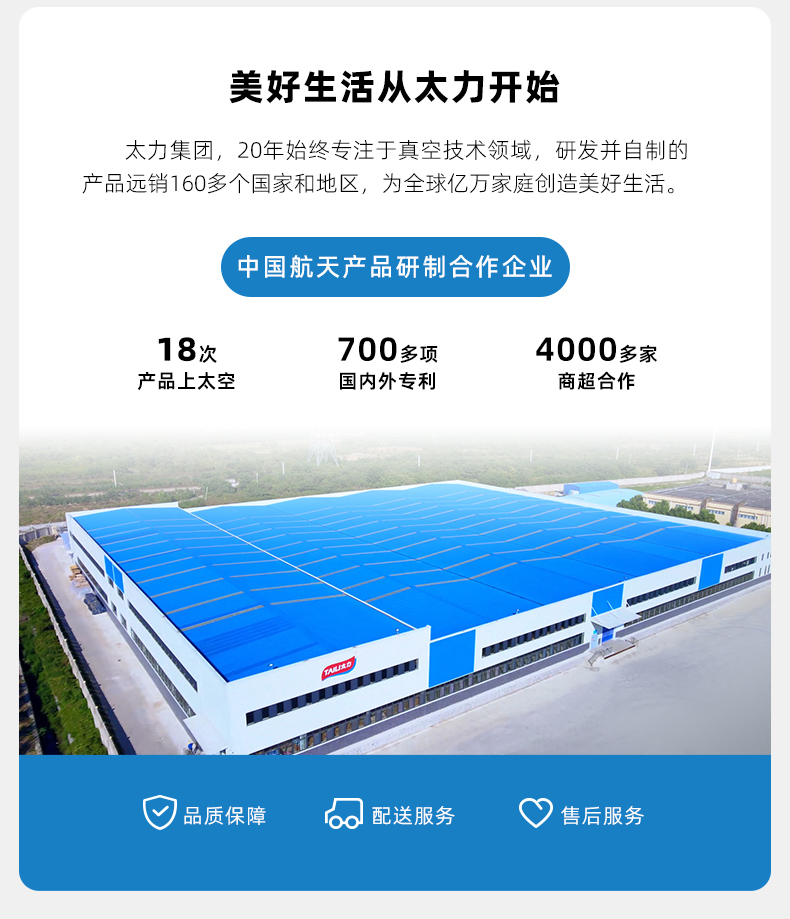 美好生活从太力开始
太力集团，20年始终专注于真空技术领域，研发并自制的
产品远销160多个国家和地区，为全球亿万家庭创造美好生活。
中国航天产品研制合作企业
18次
产品上太空
700多项
国内外专利
4000多家
商超合作
TAILI太力
品质保障
配送服务
售后服务